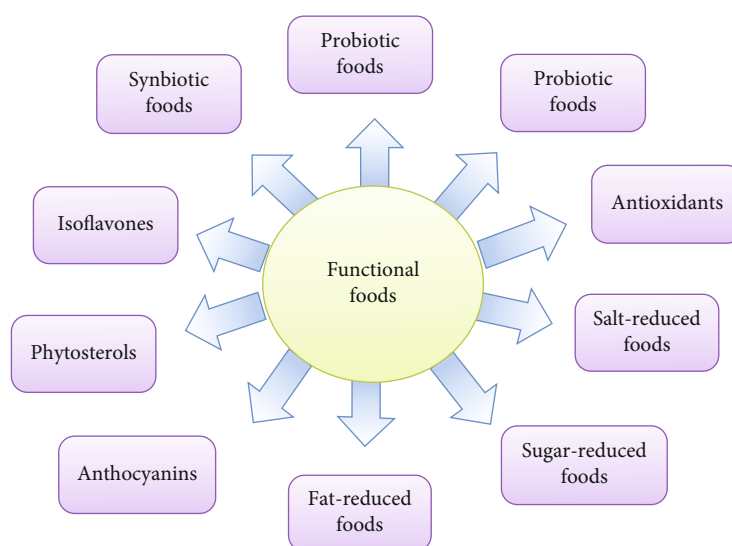 Probiotic
foods
Probiotic
foods
Antioxidants
Salt-reduced
foods
Sugar-reduced
foods
Fat-reduced
foods
Anthocyanins
Phytosterols
Isoflavones
Synbiotic
foods
Functional
foods